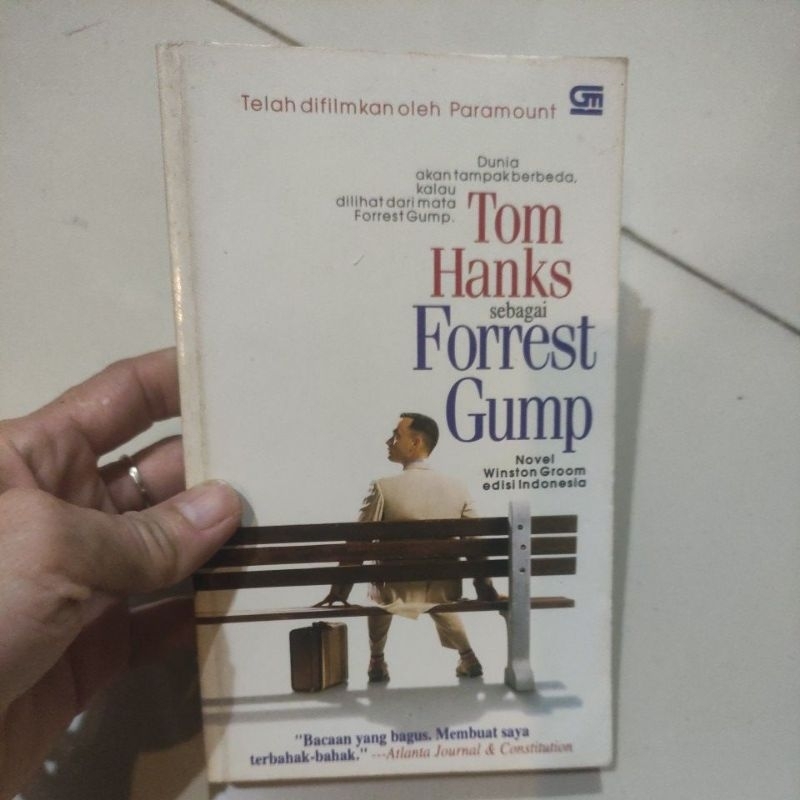 Telah difilmkan oleh Paramount
GM
Dunia
akan tampak berbeda,
kalau
dilihat dari mata
Forrest Gump.
Tom
Hanks
sebagai
Forrest
Gump
Novel
Winston Groom
edisi Indonesia
"Bacaan yang bagus. Membuat saya
terbahak-bahak." ---Atlanta Journal & Constitution